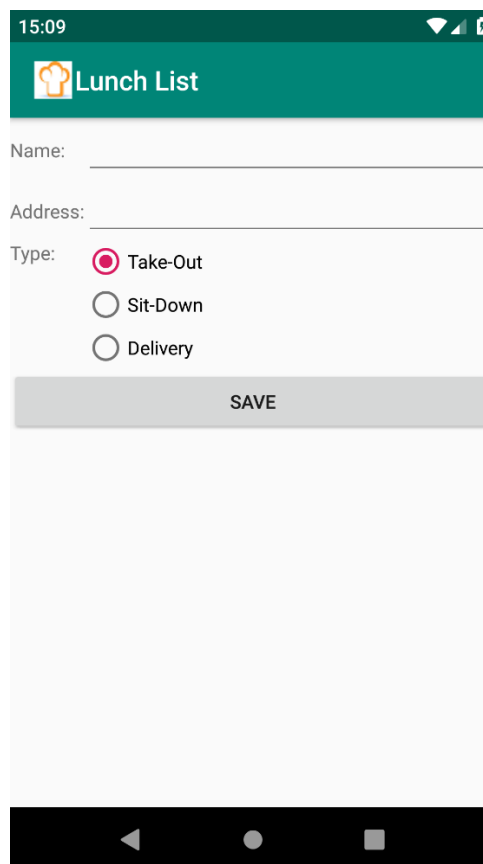 15:09
Lunch List
Name:
Address:
Type:
Take-Out
Sit-Down
Delivery
SAVE